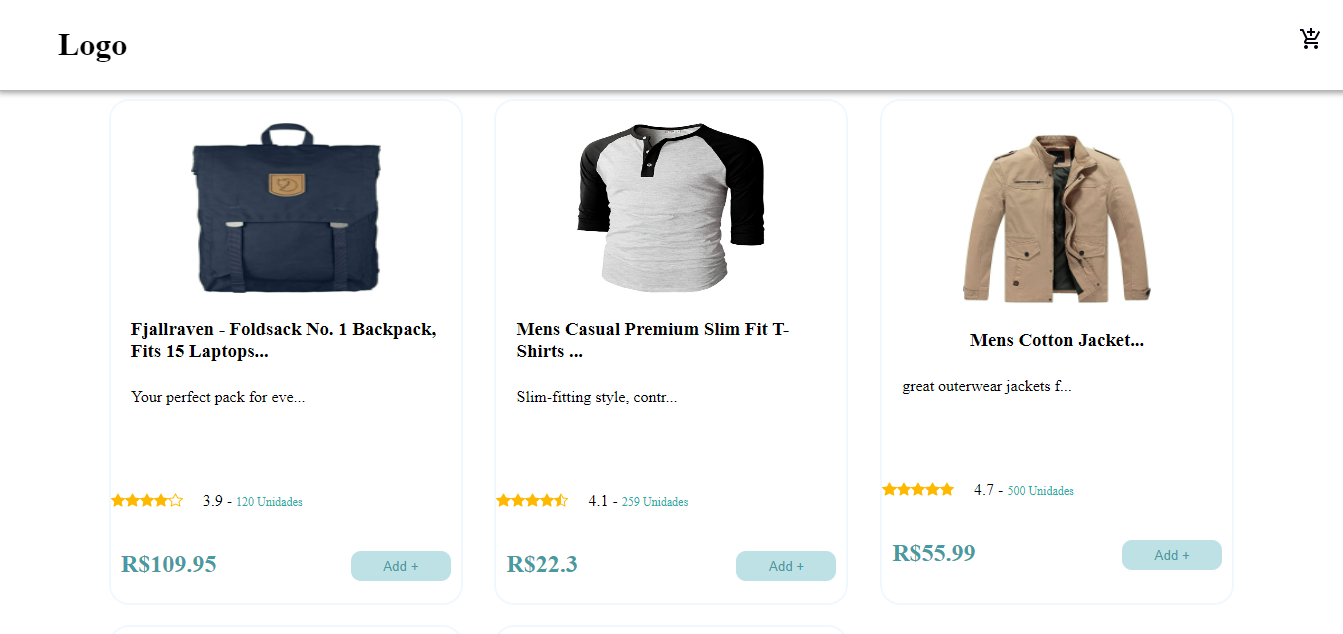 Logo
Fjallraven - Foldsack No. 1 Backpack,
Fits 15 Laptops...
Your perfect pack for eve...
3.9 - 120 Unidades
R$109.95
Add +
Mens Casual Premium Slim Fit T-
Shirts ...
Slim-fitting style, contr...
4.1 - 259 Unidades
R$22.3
Add +
Mens Cotton Jacket...
great outerwear jackets f...
4.7 - 500 Unidades
R$55.99
Add +